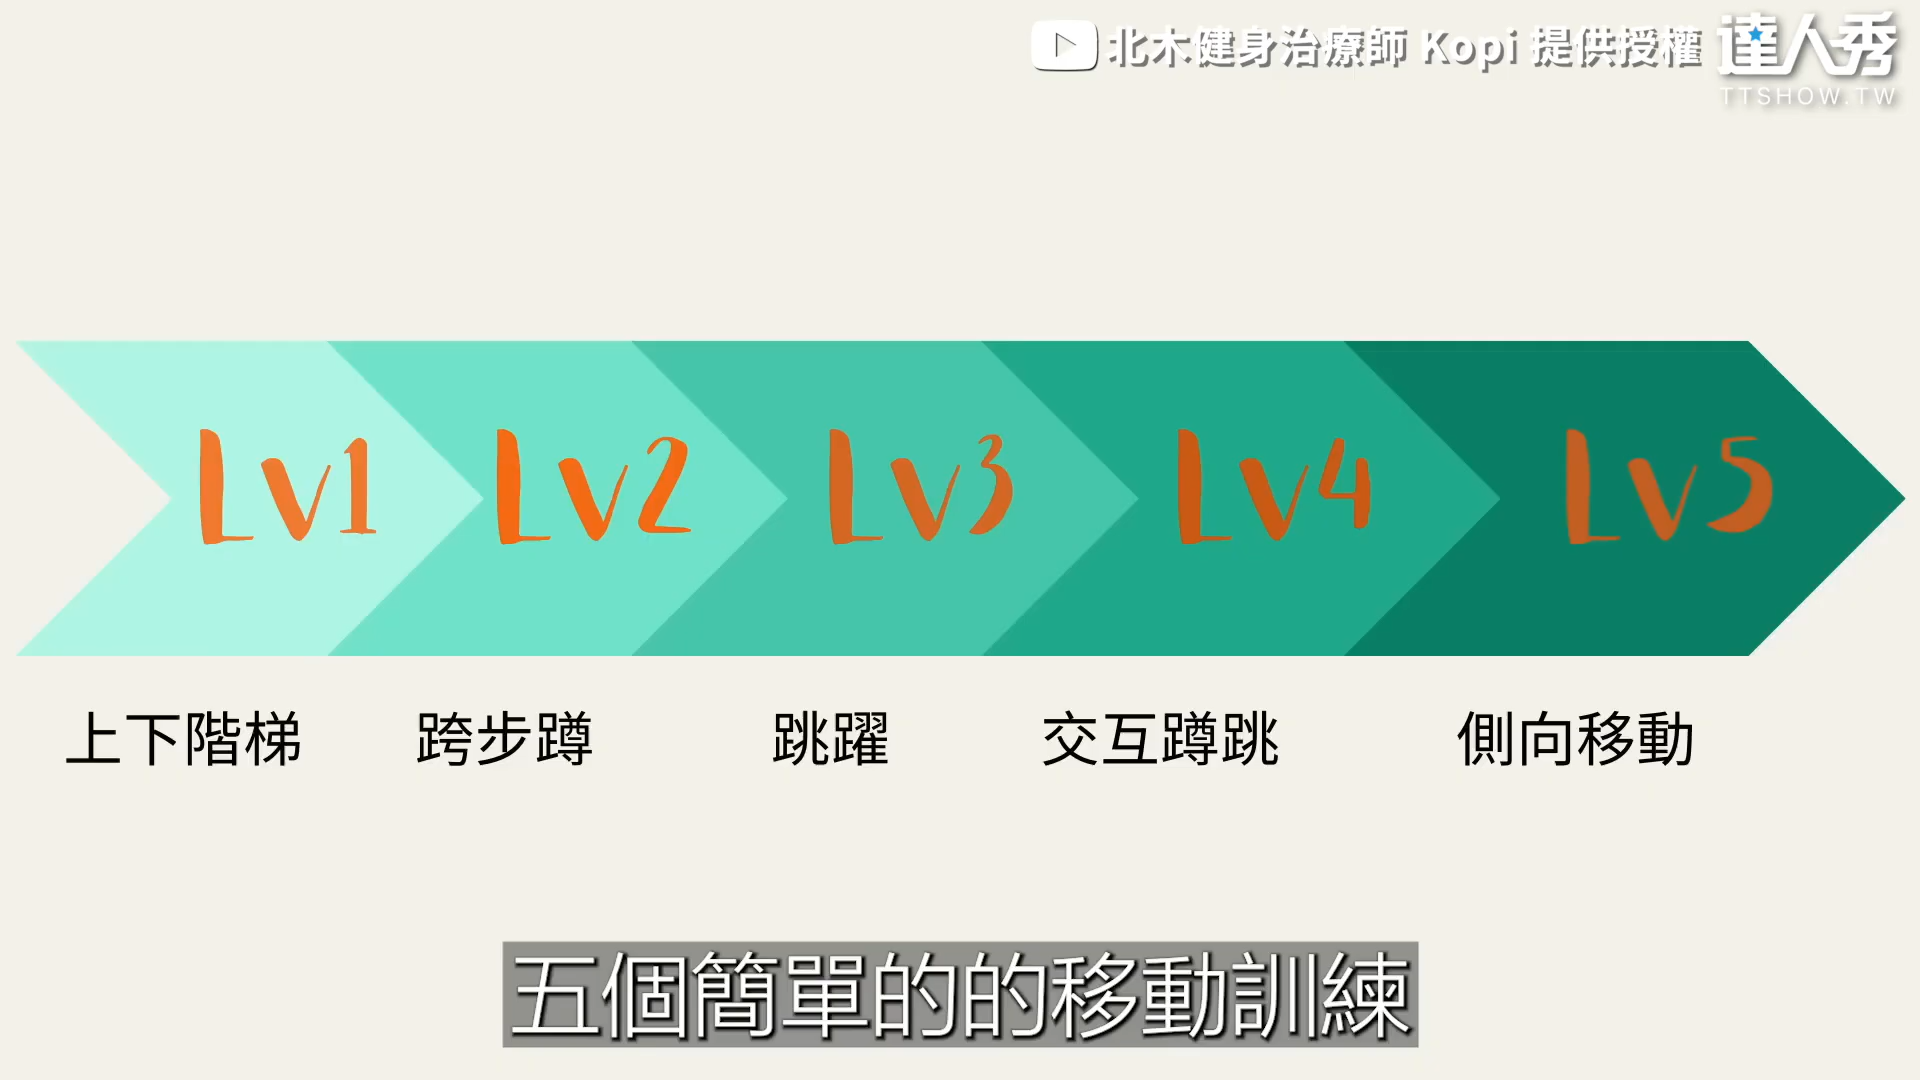 北木健身治療師 Kopi 提供授權 達人秀
TTSHOW.TW
Lv1 Lv2 Lv3 Lv4 Lv5
上下階梯 跨步蹲 跳躍 交互蹲跳 側向移動
五個簡單的的移動訓練